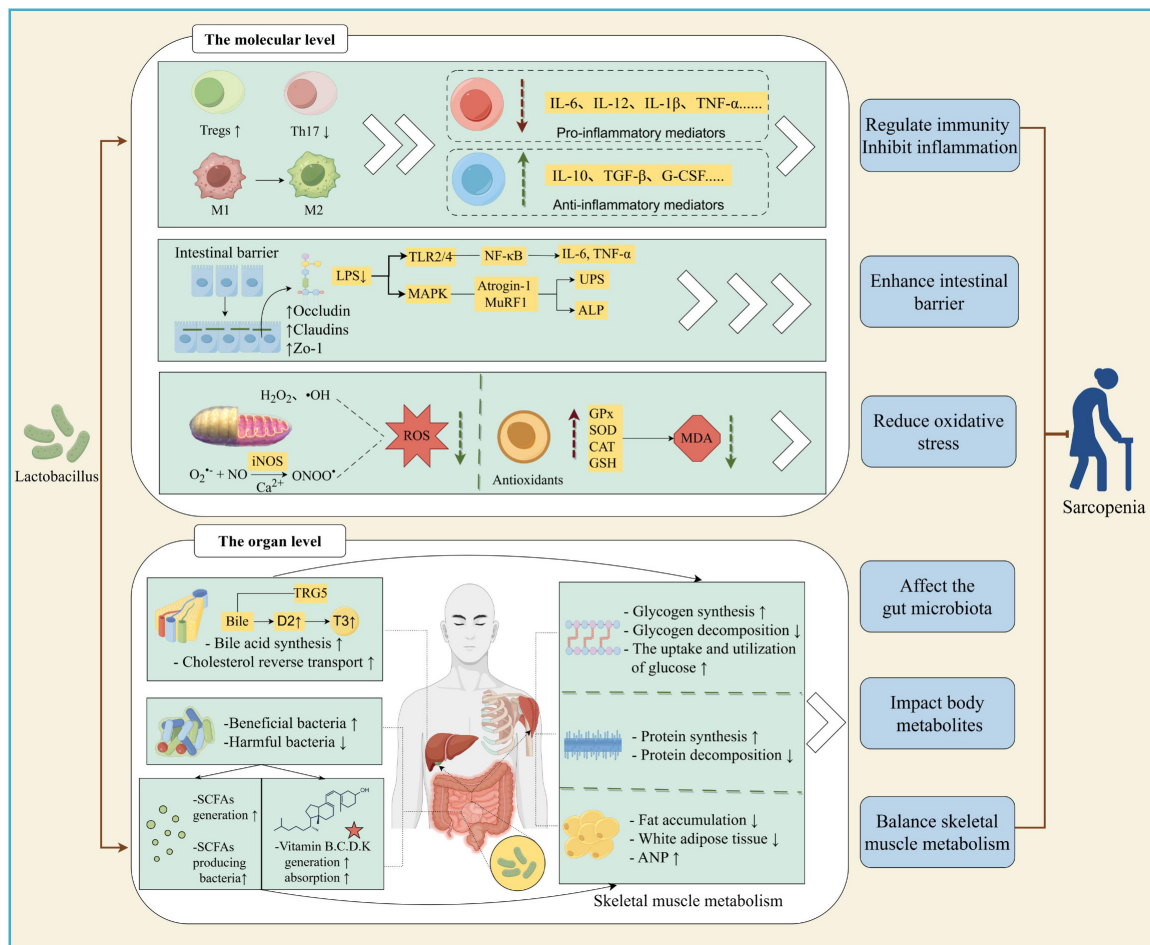 The molecular level
Tregs ↑
Th17 ↓
M1
M2
IL-6、IL-12、IL-1β、TNF-α......
Pro-inflammatory mediators
IL-10、TGF-β、G-CSF.....
Anti-inflammatory mediators
Intestinal barrier
LPS↓
↑Occludin
↑Claudins
↑Zo-1
TLR2/4
NF-κB
IL-6, TNF-α
MAPK
Atrogin-1
MuRF1
UPS
ALP
H₂O₂、•OH
O₂•⁻ + NO
iNOS
Ca²⁺
ONOO•
ROS
Antioxidants
GPx
SOD
CAT
GSH
MDA
Lactobacillus
The organ level
TRG5
Bile
D2↑
T3↑
- Bile acid synthesis ↑
- Cholesterol reverse transport ↑
-Beneficial bacteria ↑
-Harmful bacteria ↓
-SCFAs
generation ↑
-SCFAs
producing
bacteria↑
OH
-Vitamin B.C.D.K
generation ↑
absorption ↑
- Glycogen synthesis ↑
- Glycogen decomposition ↓
- The uptake and utilization
of glucose ↑
- Protein synthesis ↑
- Protein decomposition ↓
- Fat accumulation ↓
- White adipose tissue ↓
- ANP ↑
Skeletal muscle metabolism
Regulate immunity
Inhibit inflammation
Enhance intestinal
barrier
Reduce oxidative
stress
Affect the
gut microbiota
Impact body
metabolites
Balance skeletal
muscle metabolism
Sarcopenia